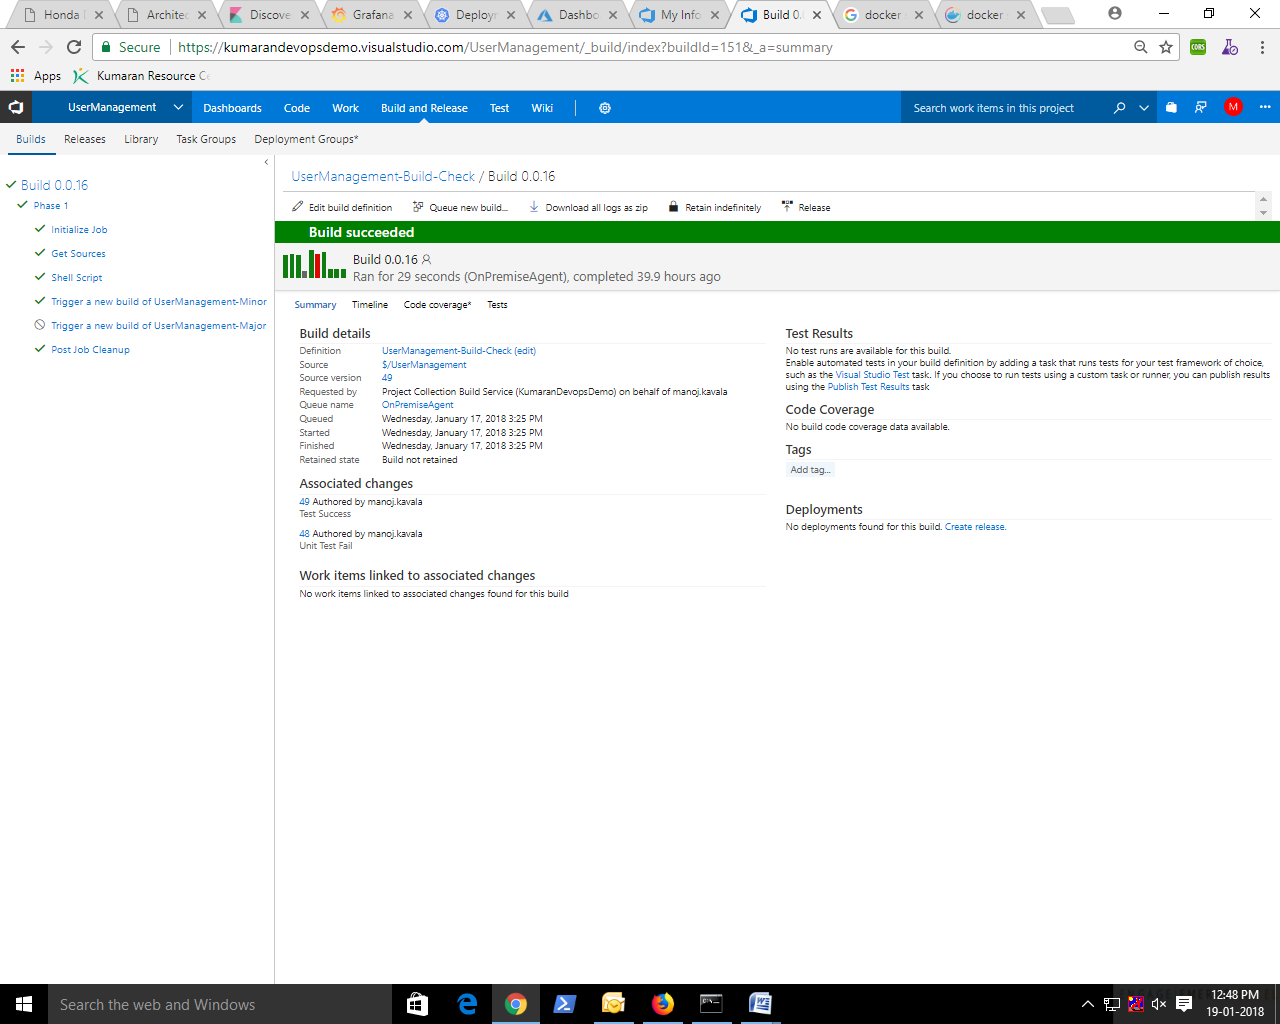 Honda
Architec
Discove
Grafana
Deploym
Dashbo
My Info
Build 0.
docker
docker
Secure
https://kumarandevopsdemo.visualstudio.com/UserManagement/_build/index?buildId=151&_a=summary
CORS
Apps
Kumaran Resource Ce
UserManagement
Dashboards
Code
Work
Build and Release
Test
Wiki
Search work items in this project
M
Builds
Releases
Library
Task Groups
Deployment Groups*
Build 0.0.16
Phase 1
Initialize Job
Get Sources
Shell Script
Trigger a new build of UserManagement-Minor
Trigger a new build of UserManagement-Major
Post Job Cleanup
UserManagement-Build-Check / Build 0.0.16
Edit build definition
Queue new build...
Download all logs as zip
Retain indefinitely
Release
Build succeeded
Build 0.0.16
Ran for 29 seconds (OnPremiseAgent), completed 39.9 hours ago
Summary
Timeline
Code coverage*
Tests
Build details
Definition UserManagement-Build-Check (edit)
Source $/UserManagement
Source version 49
Requested by Project Collection Build Service (KumaranDevopsDemo) on behalf of manoj.kavala
Queue name OnPremiseAgent
Queued Wednesday, January 17, 2018 3:25 PM
Started Wednesday, January 17, 2018 3:25 PM
Finished Wednesday, January 17, 2018 3:25 PM
Retained state Build not retained
Associated changes
49 Authored by manoj.kavala
Test Success
48 Authored by manoj.kavala
Unit Test Fail
Work items linked to associated changes
No work items linked to associated changes found for this build
Test Results
No test runs are available for this build.
Enable automated tests in your build definition by adding a task that runs tests for your test framework of choice,
such as the Visual Studio Test task. If you choose to run tests using a custom task or runner, you can publish results
using the Publish Test Results task
Code Coverage
No build code coverage data available.
Tags
Add tag...
Deployments
No deployments found for this build. Create release.
Search the web and Windows
12:48 PM
19-01-2018